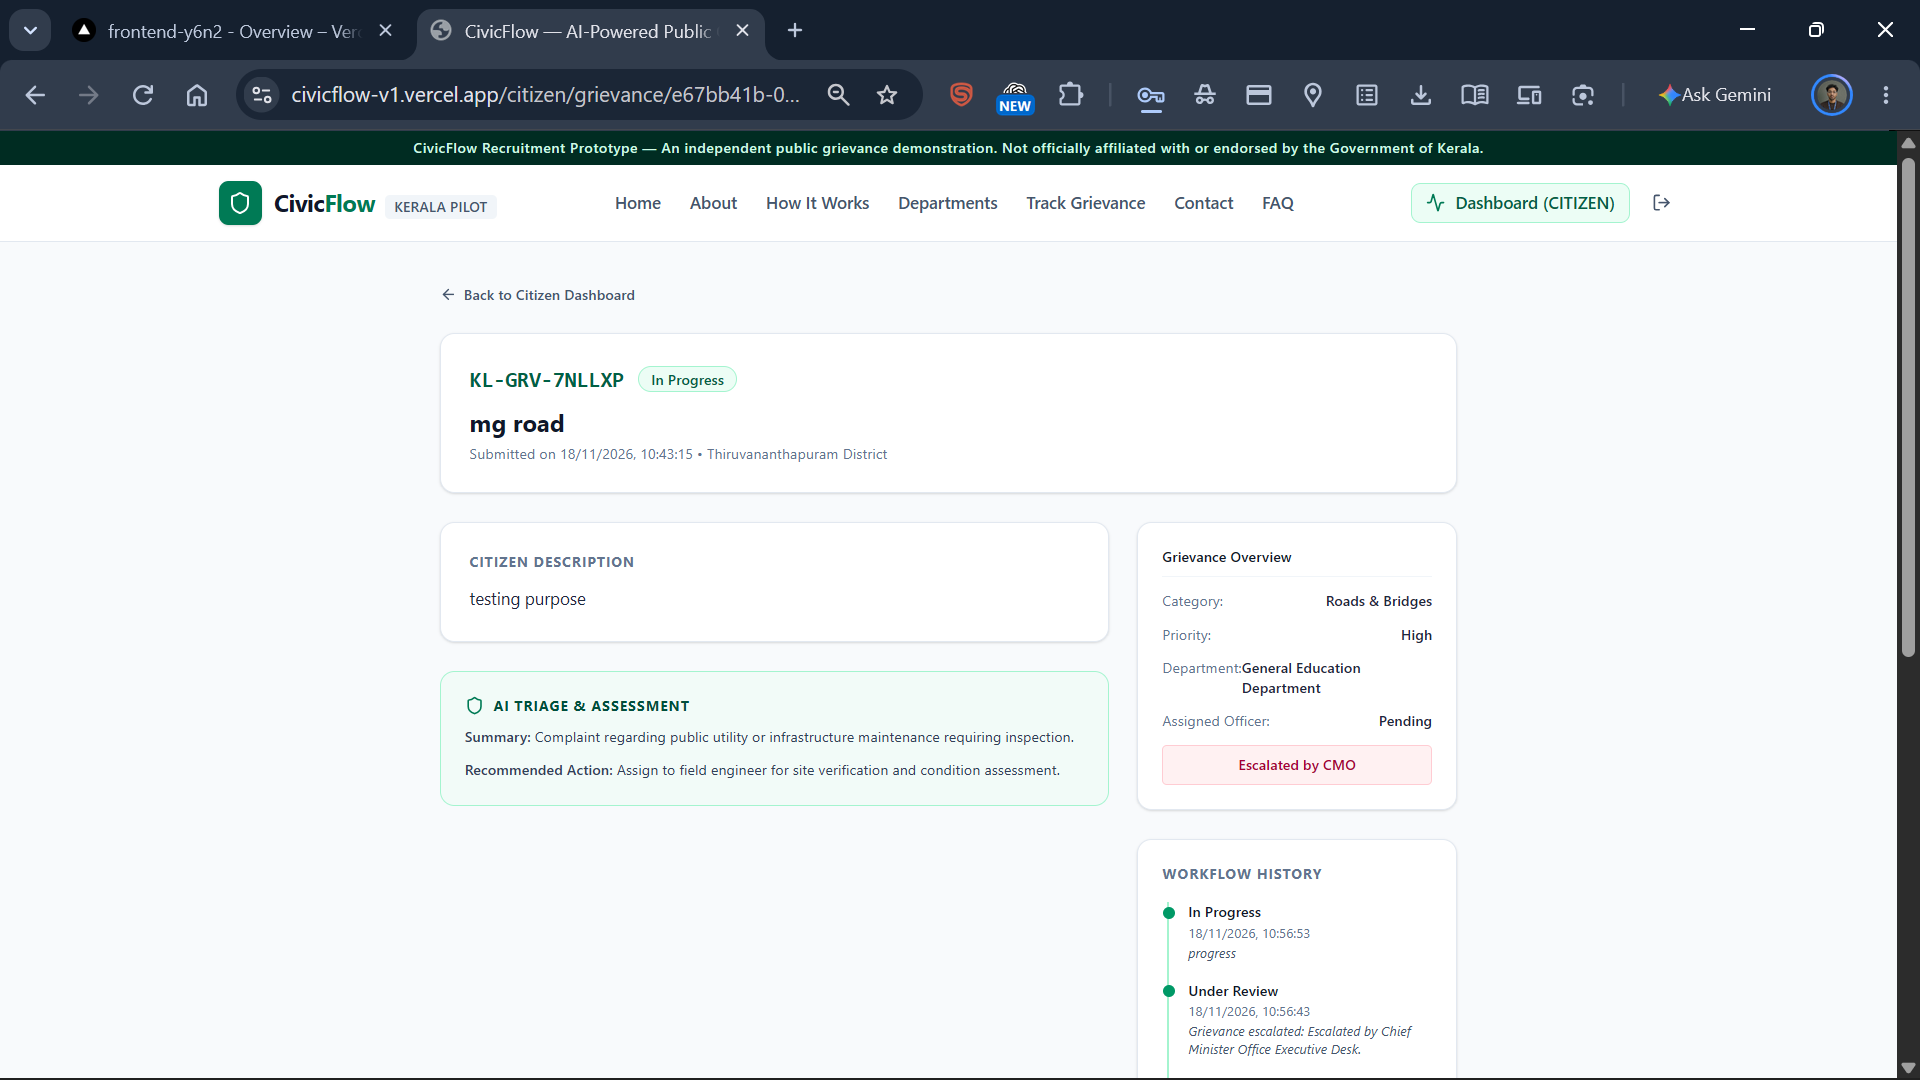 frontend-y6n2 - Overview – Ver
CivicFlow — AI-Powered Public
civicflow-v1.vercel.app/citizen/grievance/e67bb41b-0...
NEW
Ask Gemini
CivicFlow Recruitment Prototype — An independent public grievance demonstration. Not officially affiliated with or endorsed by the Government of Kerala.
CivicFlow KERALA PILOT
Home About How It Works Departments Track Grievance Contact FAQ
Dashboard (CITIZEN)
Back to Citizen Dashboard
KL-GRV-7NLLXP In Progress
mg road
Submitted on 18/11/2026, 10:43:15 • Thiruvananthapuram District
CITIZEN DESCRIPTION
testing purpose
AI TRIAGE & ASSESSMENT
Summary: Complaint regarding public utility or infrastructure maintenance requiring inspection.
Recommended Action: Assign to field engineer for site verification and condition assessment.
Grievance Overview
Category: Roads & Bridges
Priority: High
Department: General Education
Department
Assigned Officer: Pending
Escalated by CMO
WORKFLOW HISTORY
In Progress
18/11/2026, 10:56:53
progress
Under Review
18/11/2026, 10:56:43
Grievance escalated: Escalated by Chief
Minister Office Executive Desk.